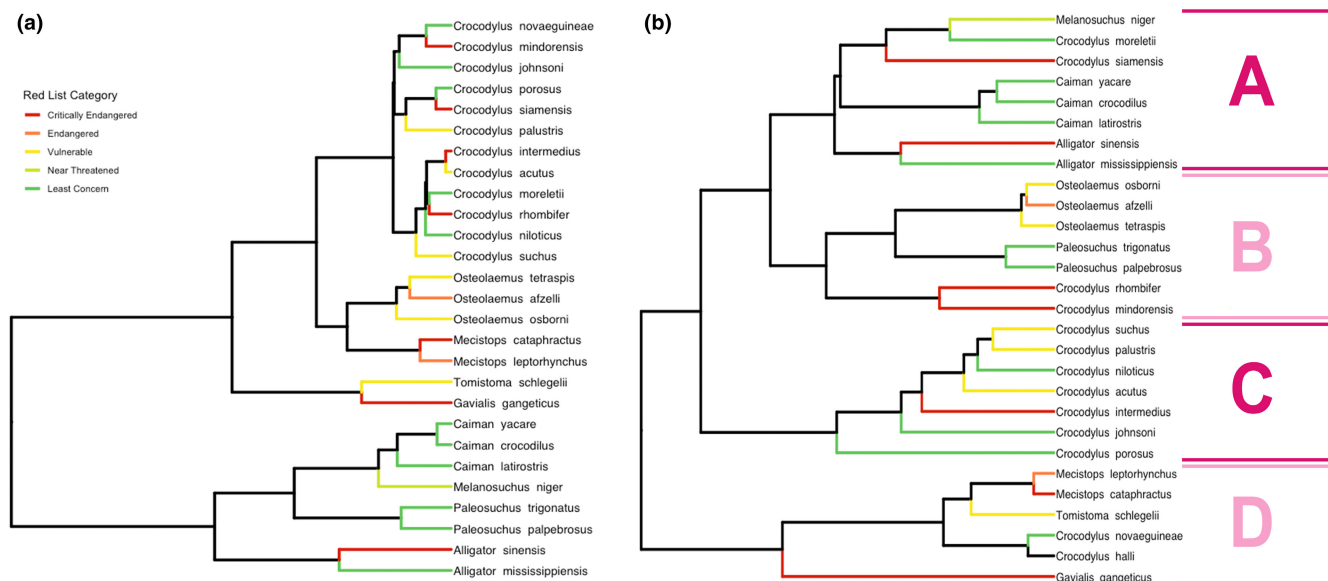 (a)
Red List Category
Critically Endangered
Endangered
Vulnerable
Near Threatened
Least Concern
Crocodylus novaeguineae
Crocodylus mindorensis
Crocodylus johnsoni
Crocodylus porosus
Crocodylus siamensis
Crocodylus palustris
Crocodylus intermedius
Crocodylus acutus
Crocodylus moreletii
Crocodylus rhombifer
Crocodylus niloticus
Crocodylus suchus
Osteolaemus tetraspis
Osteolaemus afzelli
Osteolaemus osborni
Mecistops cataphractus
Mecistops leptorhynchus
Tomistoma schlegelii
Gavialis gangeticus
Caiman yacare
Caiman crocodilus
Caiman latirostris
Melanosuchus niger
Paleosuchus trigonatus
Paleosuchus palpebrosus
Alligator sinensis
Alligator mississippiensis
(b)
Melanosuchus niger
Crocodylus moreletii
Crocodylus siamensis
Caiman yacare
Caiman crocodilus
Caiman latirostris
Alligator sinensis
Alligator mississippiensis
A
Osteolaemus osborni
Osteolaemus afzelli
Osteolaemus tetraspis
Paleosuchus trigonatus
Paleosuchus palpebrosus
Crocodylus rhombifer
Crocodylus mindorensis
B
Crocodylus suchus
Crocodylus palustris
Crocodylus niloticus
Crocodylus acutus
Crocodylus intermedius
Crocodylus johnsoni
Crocodylus porosus
C
Mecistops leptorhynchus
Mecistops cataphractus
Tomistoma schlegelii
Crocodylus novaeguineae
Crocodylus halli
Gavialis gangeticus
D